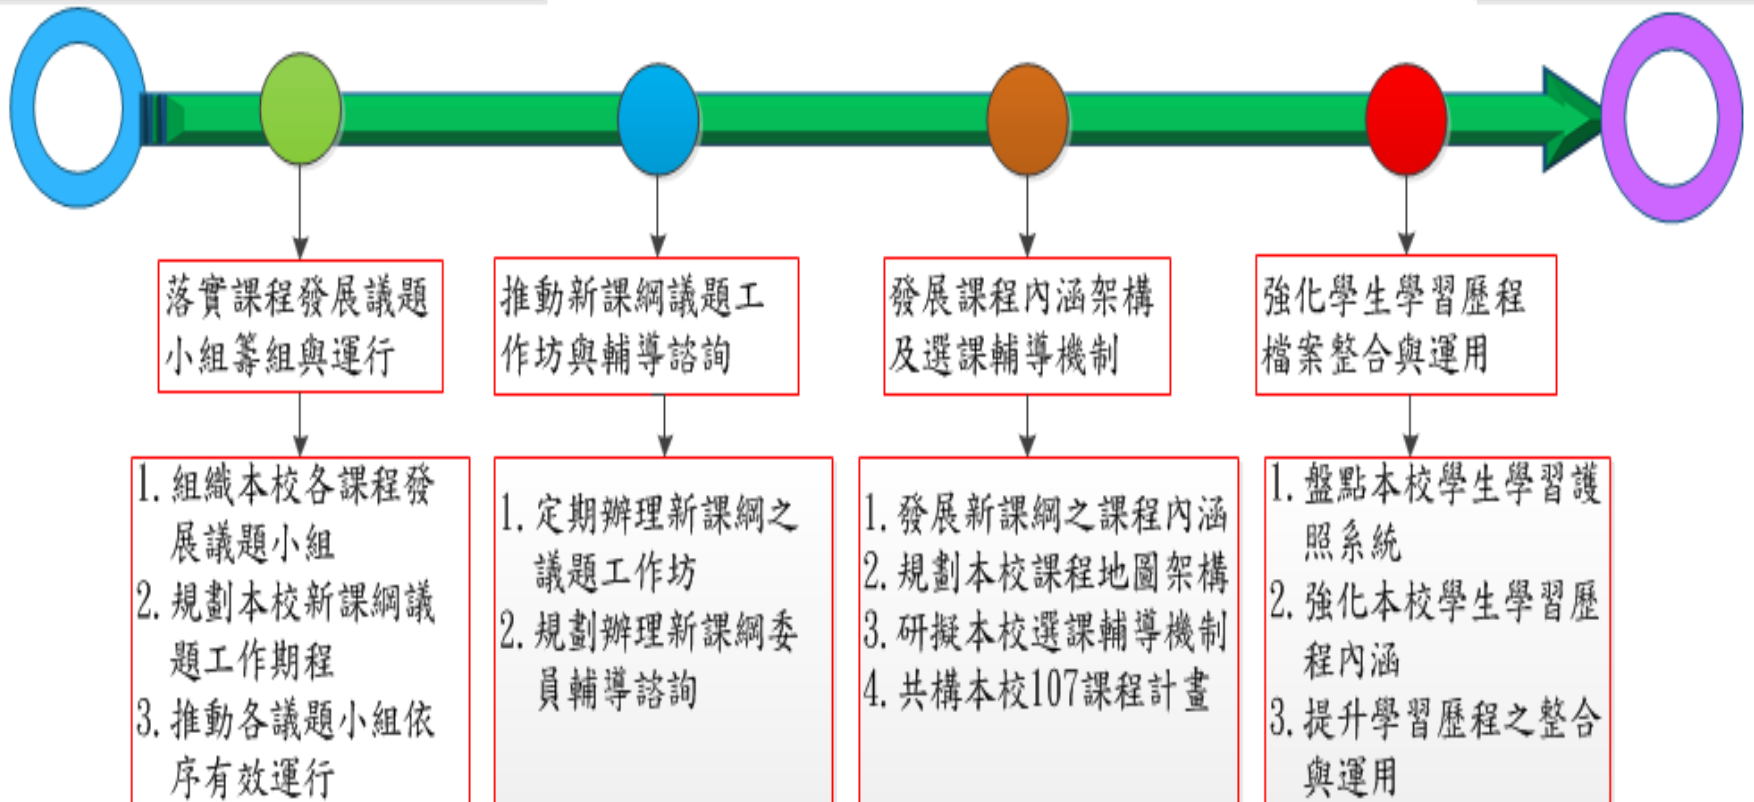 落實課程發展議題
小組籌組與運行
推動新課綱議題工
作坊與輔導諮詢
發展課程內涵架構
及選課輔導機制
強化學生學習歷程
檔案整合與運用
1. 組織本校各課程發
展議題小組
2. 規劃本校新課綱議
題工作期程
3. 推動各議題小組依
序有效運行
1. 定期辦理新課綱之
議題工作坊
2. 規劃辦理新課綱委
員輔導諮詢
1. 發展新課綱之課程內涵
2. 規劃本校課程地圖架構
3. 研擬本校選課輔導機制
4. 共構本校107課程計畫
1. 盤點本校學生學習護
照系統
2. 強化本校學生學習歷
程內涵
3. 提升學習歷程之整合
與運用